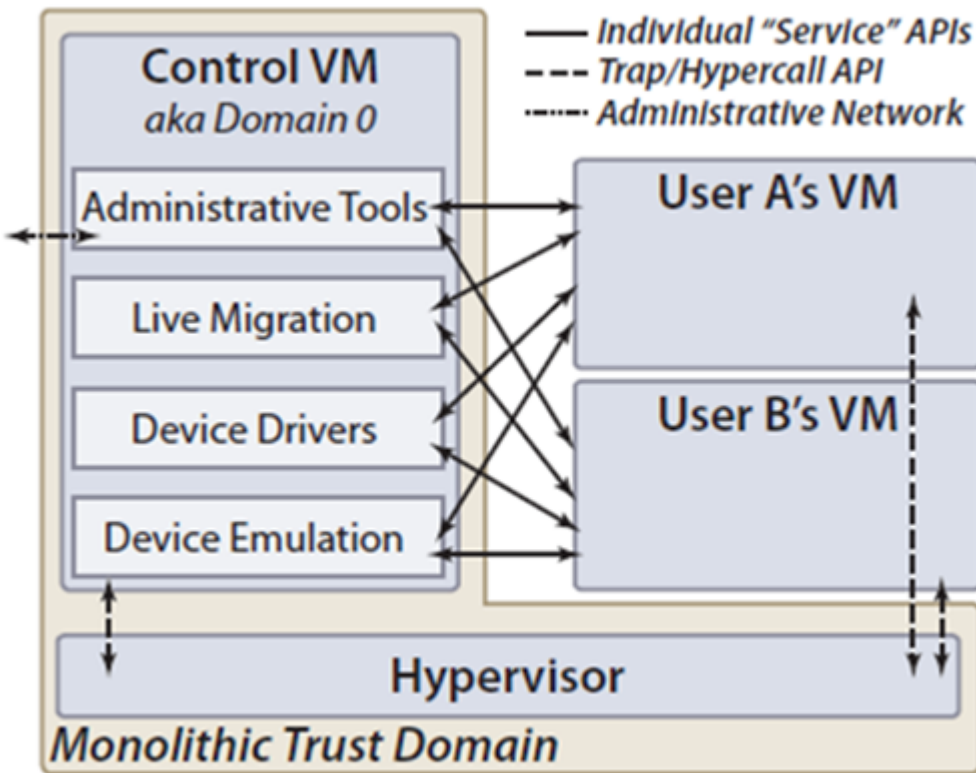 Control VM
aka Domain 0
Individual “Service” APIs
Trap/Hypercall API
Administrative Network
Administrative Tools
Live Migration
Device Drivers
Device Emulation
User A’s VM
User B’s VM
Hypervisor
Monolithic Trust Domain